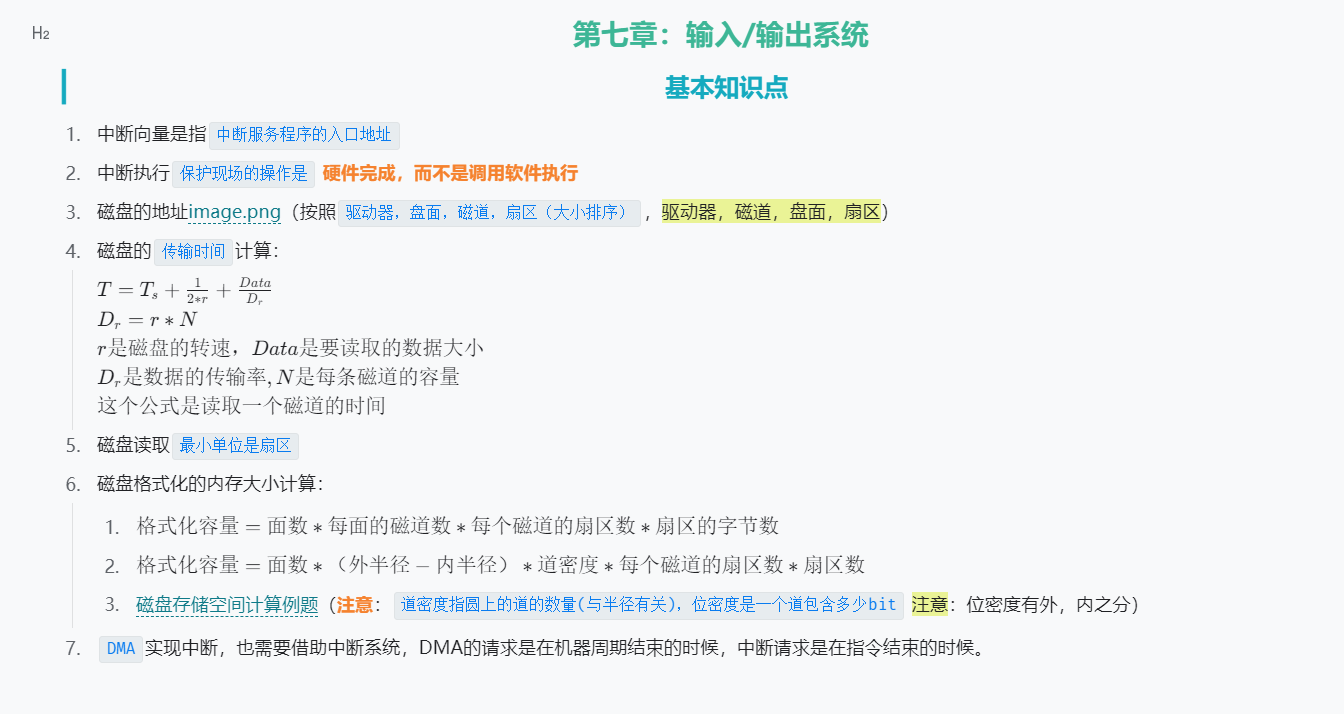 H2
第七章：输入/输出系统
基本知识点
1. 中断向量是指 中断服务程序的入口地址
2. 中断执行 保护现场的操作是 硬件完成，而不是调用软件执行
3. 磁盘的地址image.png（按照 驱动器，盘面，磁道，扇区（大小排序） ，驱动器，磁道，盘面，扇区）
4. 磁盘的 传输时间 计算：
T = T_s + \frac{1}{2*r} + \frac{Data}{D_r}
D_r = r * N
r是磁盘的转速，Data是要读取的数据大小
D_r是数据的传输率, N是每条磁道的容量
这个公式是读取一个磁道的时间
5. 磁盘读取 最小单位是扇区
6. 磁盘格式化的内存大小计算：
1. 格式化容量 = 面数 * 每面的磁道数 * 每个磁道的扇区数 * 扇区的字节数
2. 格式化容量 = 面数 * （外半径 − 内半径） * 道密度 * 每个磁道的扇区数 * 扇区数
3. 磁盘存储空间计算例题（注意： 道密度指圆上的道的数量(与半径有关)，位密度是一个道包含多少bit 注意：位密度有外，内之分）
7. DMA 实现中断，也需要借助中断系统，DMA的请求是在机器周期结束的时候，中断请求是在指令结束的时候。